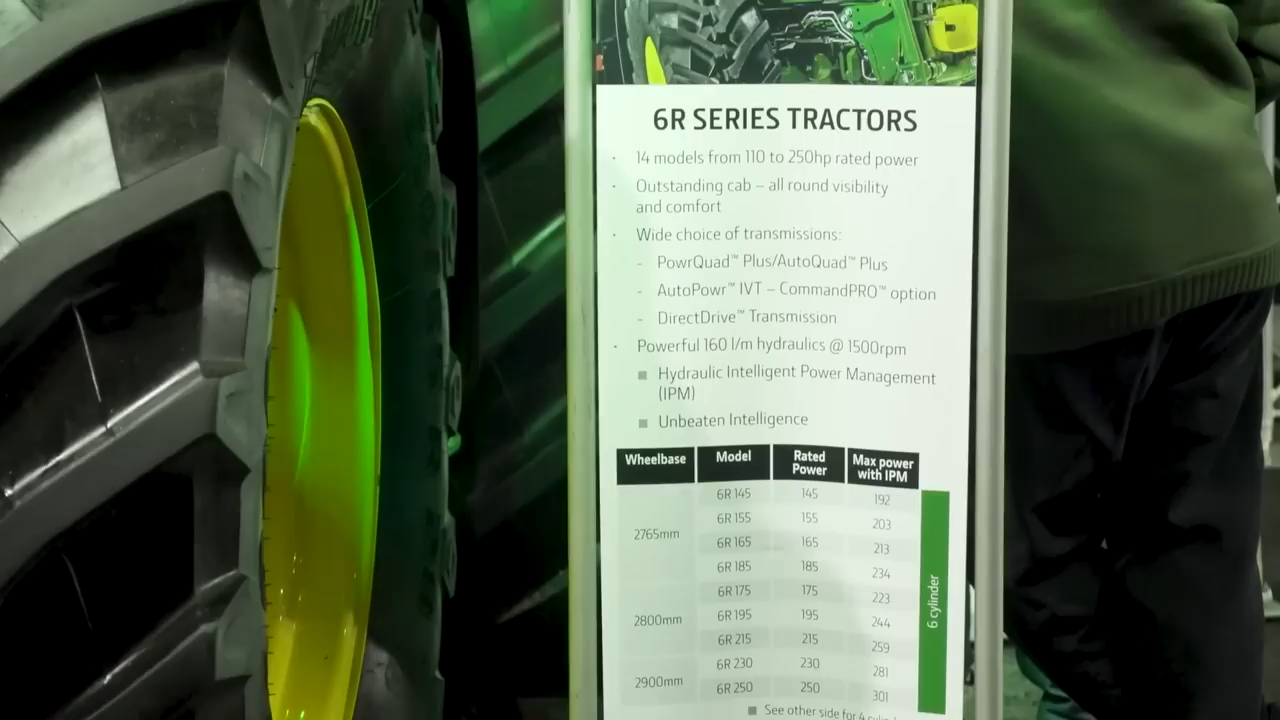 6R SERIES TRACTORS
· 14 models from 110 to 250hp rated power
· Outstanding cab – all round visibility
and comfort
· Wide choice of transmissions:
- PowrQuad™ Plus/AutoQuad™ Plus
- AutoPowr™ IVT – CommandPRO™ option
- DirectDrive™ Transmission
· Powerful 160 l/m hydraulics @ 1500rpm
■ Hydraulic Intelligent Power Management
(IPM)
■ Unbeaten Intelligence
Wheelbase Model Rated Power Max power with IPM
2765mm
6R 145 145 192
6R 155 155 203
6R 165 165 213
6R 185 185 234
2800mm
6R 175 175 223
6R 195 195 244
6R 215 215 259
2900mm
6R 230 230 281
6R 250 250 301
6 cylinder
■ See other side for 4